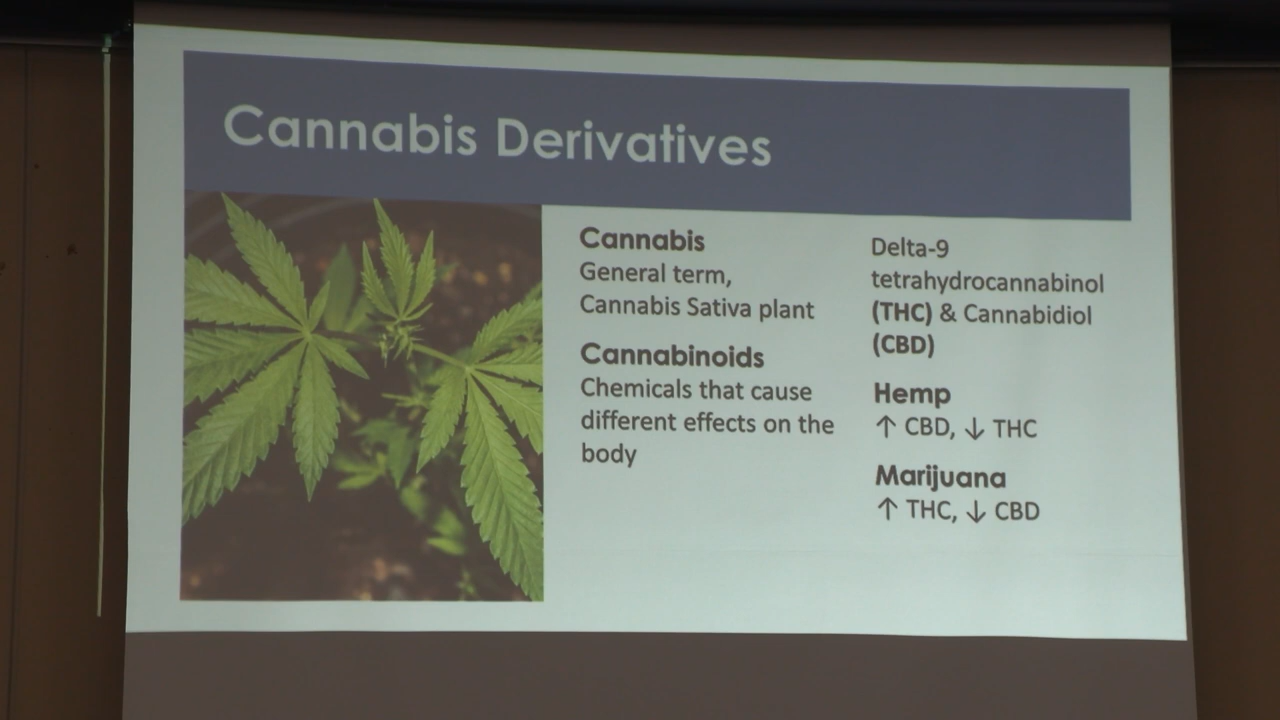 Cannabis Derivatives
Cannabis
General term,
Cannabis Sativa plant
Cannabinoids
Chemicals that cause
different effects on the
body
Delta-9
tetrahydrocannabinol
(THC) & Cannabidiol
(CBD)
Hemp
↑ CBD, ↓ THC
Marijuana
↑ THC, ↓ CBD